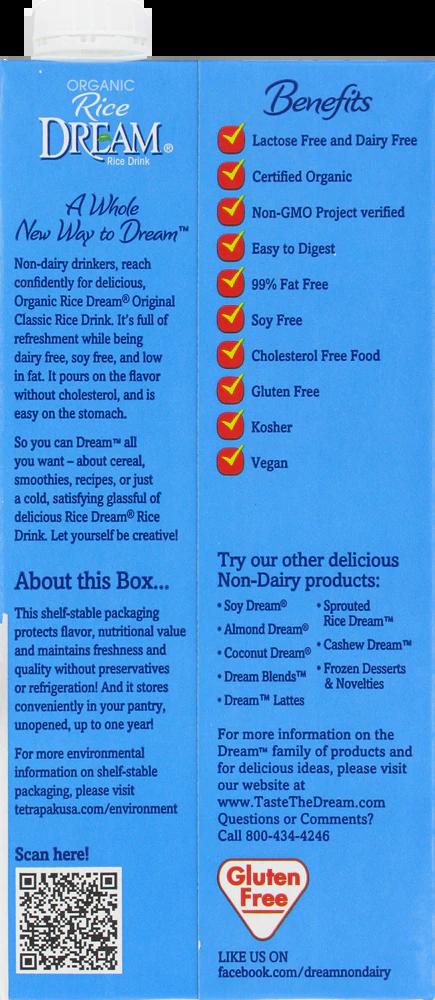 ORGANIC
Rice
DREAM®
Rice Drink
A Whole
New Way to Dream™
Non-dairy drinkers, reach
confidently for delicious,
Organic Rice Dream® Original
Classic Rice Drink. It's full of
refreshment while being
dairy free, soy free, and low
in fat. It pours on the flavor
without cholesterol, and is
easy on the stomach.
So you can Dream™ all
you want – about cereal,
smoothies, recipes, or just
a cold, satisfying glassful of
delicious Rice Dream® Rice
Drink. Let yourself be creative!
About this Box...
This shelf-stable packaging
protects flavor, nutritional value
and maintains freshness and
quality without preservatives
or refrigeration! And it stores
conveniently in your pantry,
unopened, up to one year!
For more environmental
information on shelf-stable
packaging, please visit
tetrapakusa.com/environment
Scan here!
Benefits
Lactose Free and Dairy Free
Certified Organic
Non-GMO Project verified
Easy to Digest
99% Fat Free
Soy Free
Cholesterol Free Food
Gluten Free
Kosher
Vegan
Try our other delicious
Non-Dairy products:
• Soy Dream®
• Almond Dream®
• Coconut Dream®
• Dream Blends™
• Dream™ Lattes
• Sprouted
Rice Dream™
• Cashew Dream™
• Frozen Desserts
& Novelties
For more information on the
Dream™ family of products and
for delicious ideas, please visit
our website at
www.TasteTheDream.com
Questions or Comments?
Call 800-434-4246
Gluten
Free
LIKE US ON
facebook.com/dreamnondairy